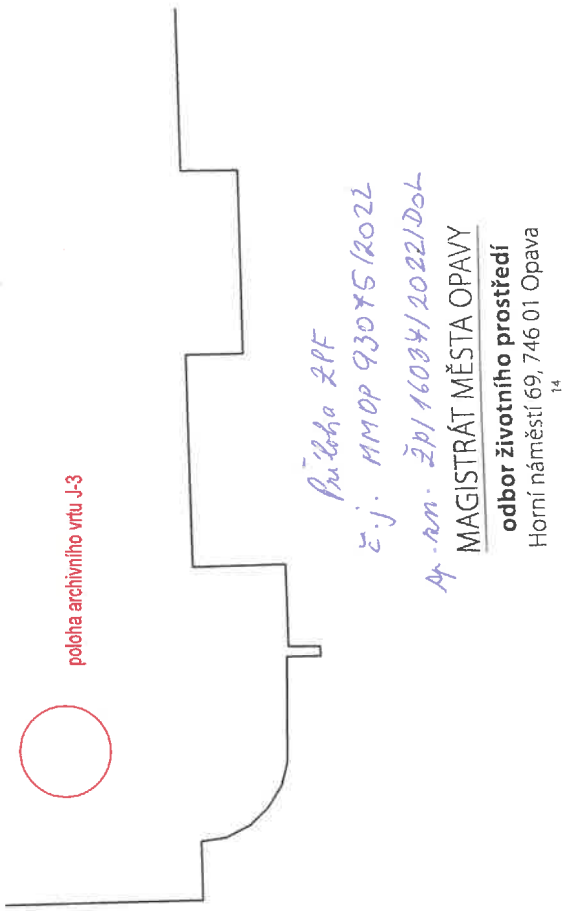 poloha archivního vrtu J-3
Příloha ZPF
č.j. MMOP 93075/2022
sp. zn. ŽP/16034/2022/DoL
MAGISTRÁT MĚSTA OPAVY
odbor životního prostředí
Horní náměstí 69, 746 01 Opava
14